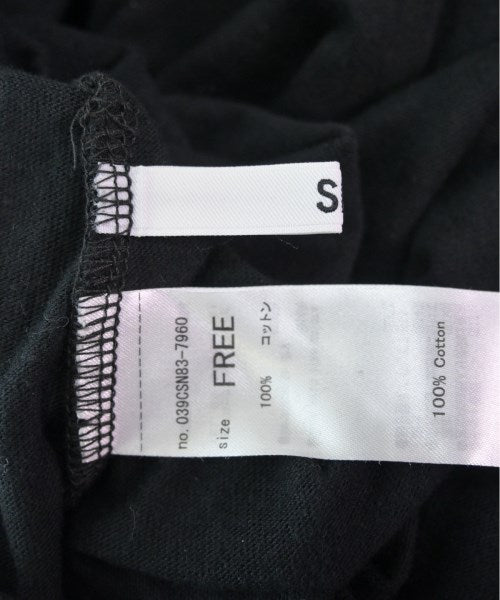 S
no. 039CSN83-7960
size FREE
100% コットン
100% Cotton